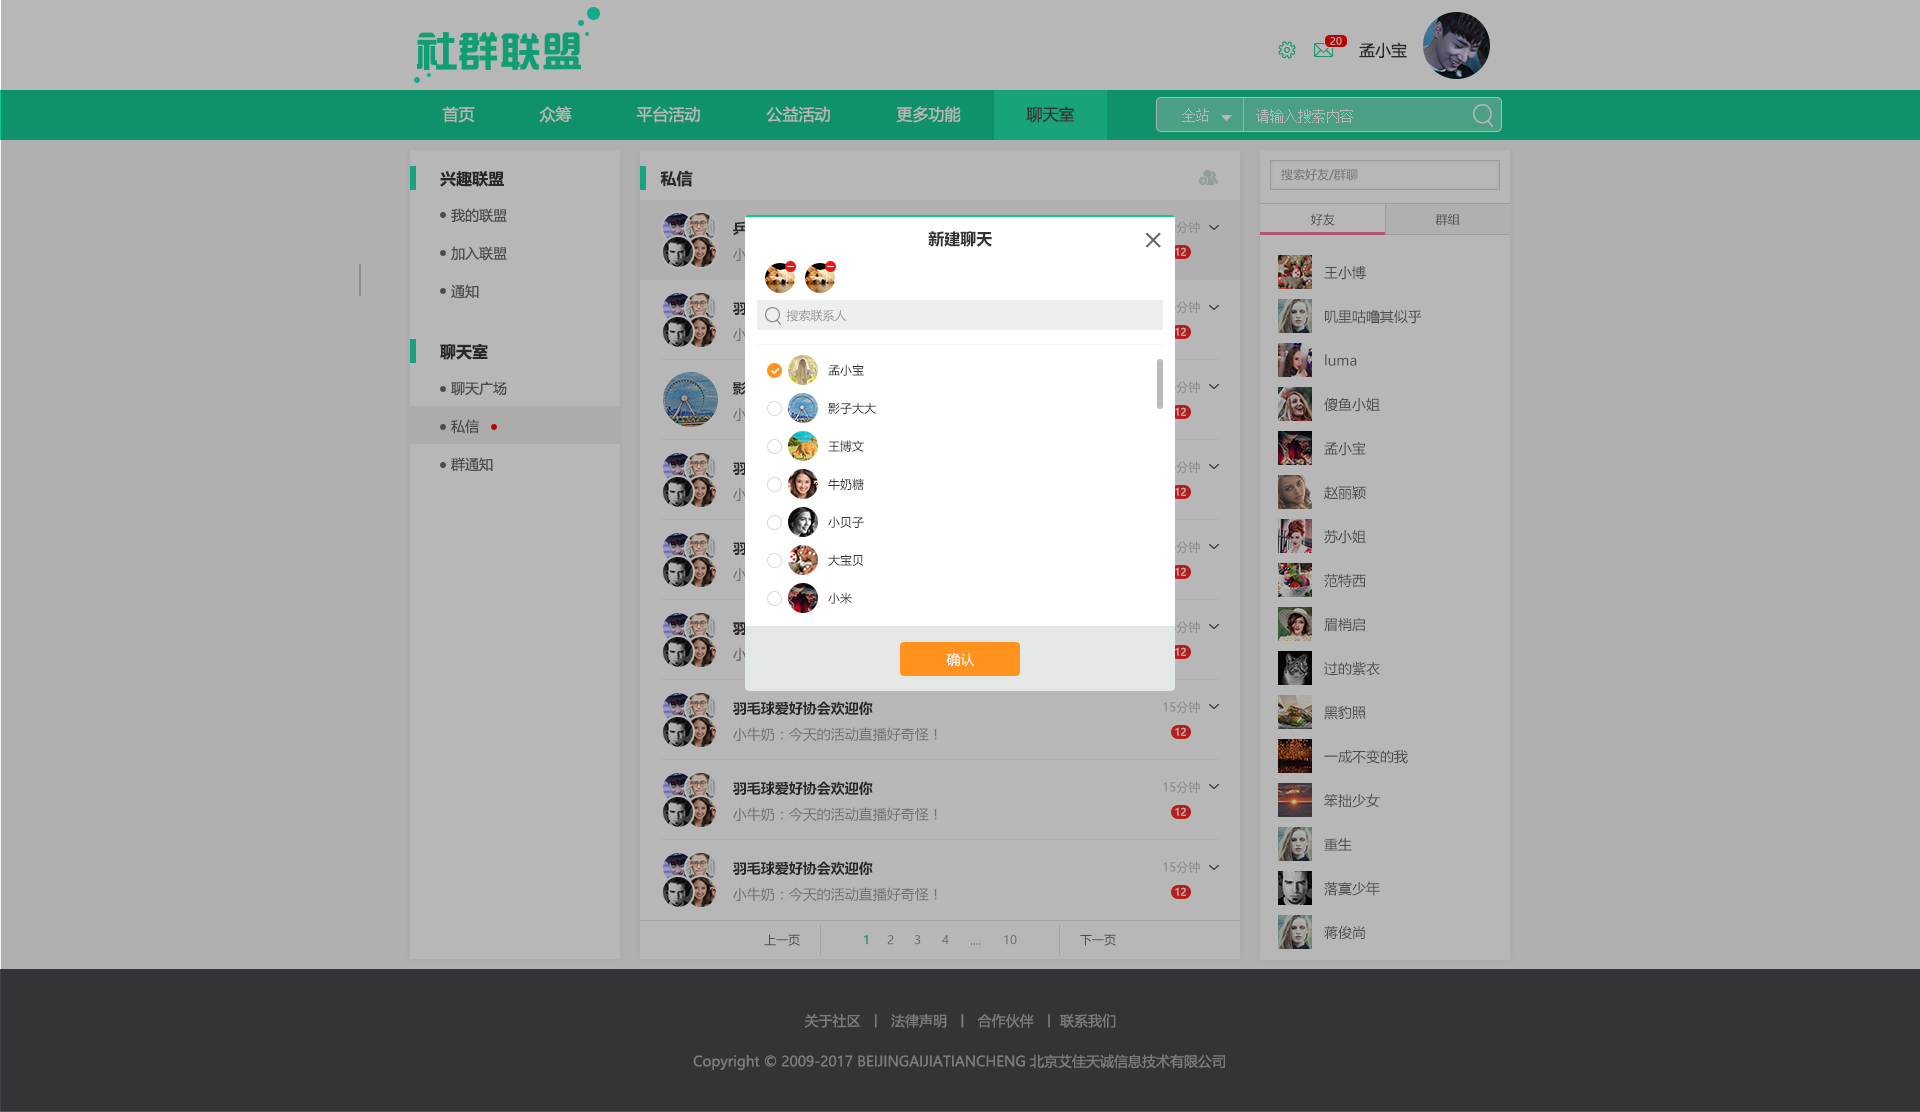 社群联盟
20
孟小宝
首页
众筹
平台活动
公益活动
更多功能
聊天室
全站
请输入搜索内容
兴趣联盟
我的联盟
加入联盟
通知
聊天室
聊天广场
私信
群通知
私信
乒
分钟
小
12
羽
分钟
小
12
影
分钟
小
12
羽
分钟
小
12
羽
分钟
小
12
羽
分钟
小
12
羽毛球爱好协会欢迎你
15分钟
小牛奶：今天的活动直播好奇怪！
12
羽毛球爱好协会欢迎你
15分钟
小牛奶：今天的活动直播好奇怪！
12
羽毛球爱好协会欢迎你
15分钟
小牛奶：今天的活动直播好奇怪！
12
上一页
1 2 3 4 .... 10
下一页
新建聊天
搜索联系人
孟小宝
影子大大
王博文
牛奶糖
小贝子
大宝贝
小米
确认
搜索好友/群聊
好友
群组
王小博
叽里咕噜其似乎
luma
傻鱼小姐
孟小宝
赵丽颖
苏小姐
范特西
眉梢启
过的紫衣
黑豹照
一成不变的我
笨拙少女
重生
落寞少年
蒋俊尚
关于社区 | 法律声明 | 合作伙伴 | 联系我们
Copyright © 2009-2017 BEIJINGAIJIATIANCHENG 北京艾佳天诚信息技术有限公司